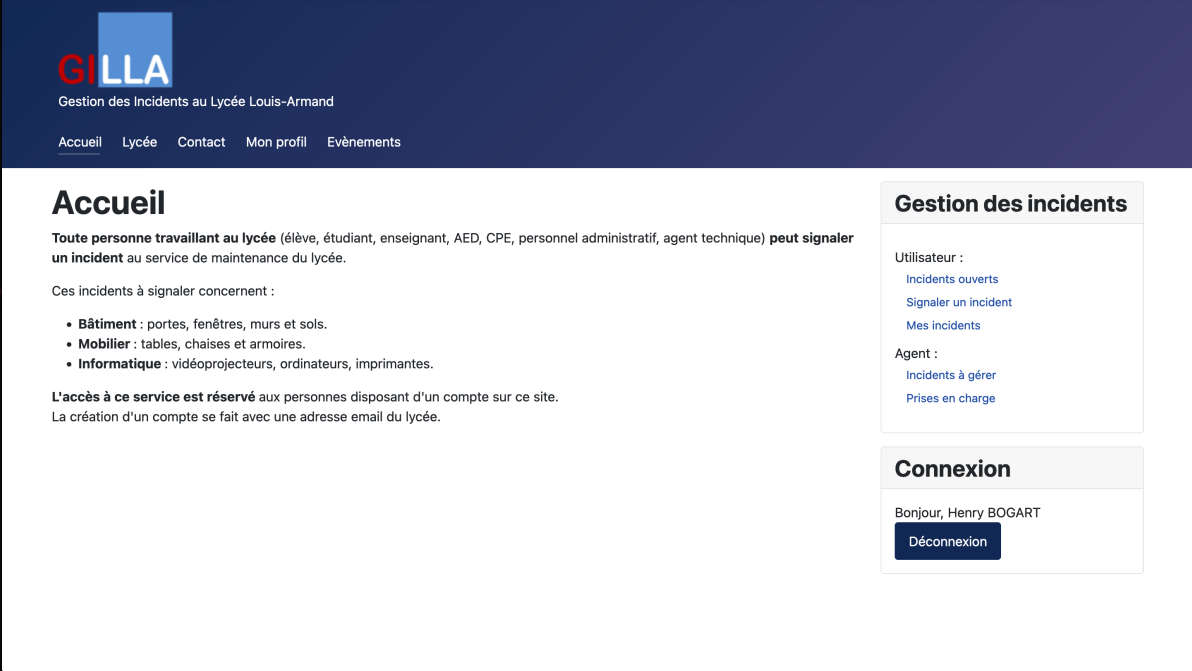 GILLA
Gestion des Incidents au Lycée Louis-Armand
Accueil Lycée Contact Mon profil Evènements
Accueil
Toute personne travaillant au lycée (élève, étudiant, enseignant, AED, CPE, personnel administratif, agent technique) peut signaler
un incident au service de maintenance du lycée.
Ces incidents à signaler concernent :
• Bâtiment : portes, fenêtres, murs et sols.
• Mobilier : tables, chaises et armoires.
• Informatique : vidéoprojecteurs, ordinateurs, imprimantes.
L'accès à ce service est réservé aux personnes disposant d'un compte sur ce site.
La création d'un compte se fait avec une adresse email du lycée.
Gestion des incidents
Utilisateur :
Incidents ouverts
Signaler un incident
Mes incidents
Agent :
Incidents à gérer
Prises en charge
Connexion
Bonjour, Henry BOGART
Déconnexion